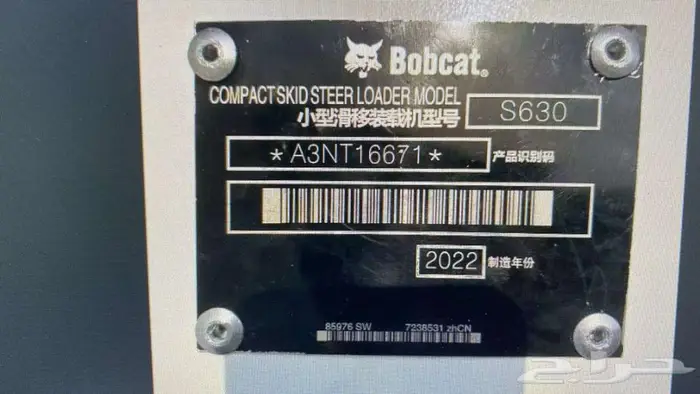 Bobcat.
COMPACT SKID STEER LOADER MODEL
小型滑移装载机型号
S630
*A3NT16671*
产品识别码
2022 制造年份
85976 SW 7238531 zhCN
حراج